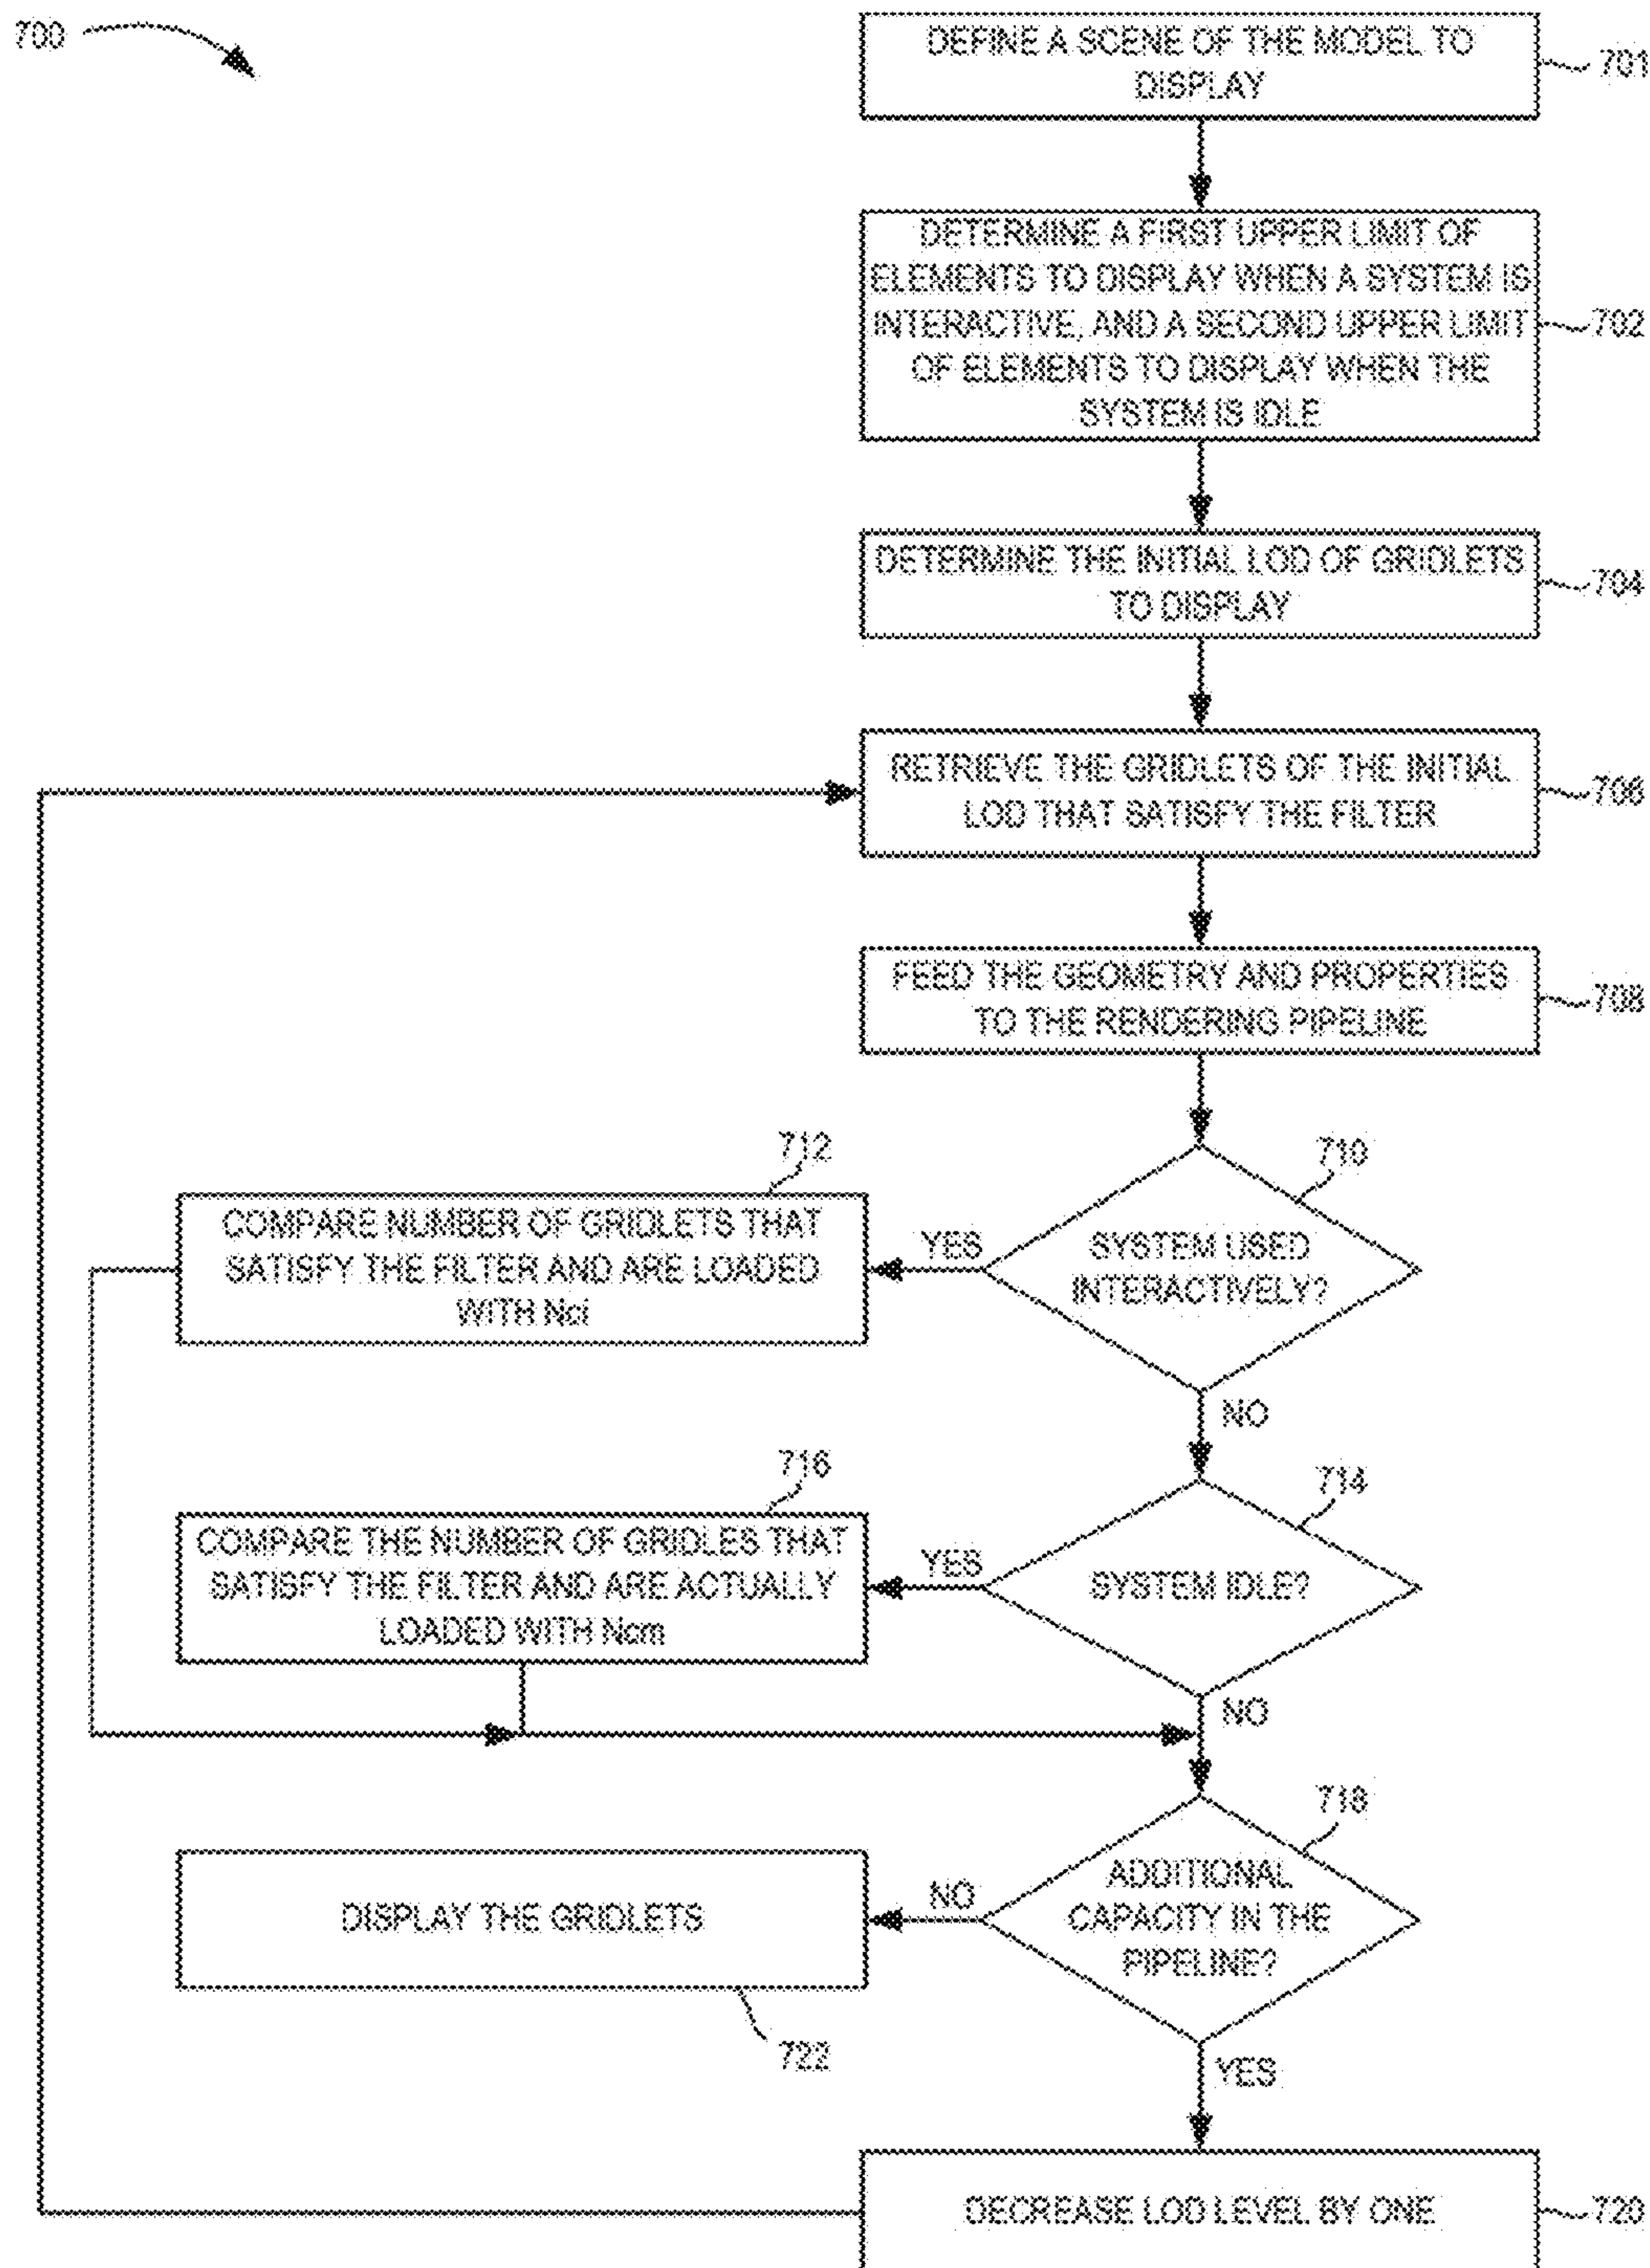 700
DEFINE A SCENE OF THE MODEL TO
DISPLAY
701
DETERMINE A FIRST UPPER LIMIT OF
ELEMENTS TO DISPLAY WHEN A SYSTEM IS
INTERACTIVE, AND A SECOND UPPER LIMIT
OF ELEMENTS TO DISPLAY WHEN THE
SYSTEM IS IDLE
702
DETERMINE THE INITIAL LOD OF GRIDLETS
TO DISPLAY
704
RETRIEVE THE GRIDLETS OF THE INITIAL
LOD THAT SATISFY THE FILTER
706
FEED THE GEOMETRY AND PROPERTIES
TO THE RENDERING PIPELINE
708
712
COMPARE NUMBER OF GRIDLETS THAT
SATISFY THE FILTER AND ARE LOADED
WITH Nci
YES
710
SYSTEM USED
INTERACTIVELY?
NO
716
COMPARE THE NUMBER OF GRIDLES THAT
SATISFY THE FILTER AND ARE ACTUALLY
LOADED WITH Ncm
YES
714
SYSTEM IDLE?
NO
718
ADDITIONAL
CAPACITY IN THE
PIPELINE?
NO
DISPLAY THE GRIDLETS
722
YES
DECREASE LOD LEVEL BY ONE
720